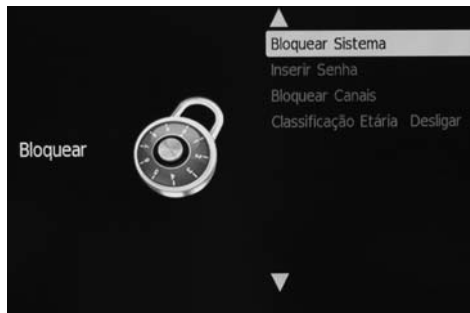 Bloquear
Bloquear Sistema
Inserir Senha
Bloquear Canais
Classificação Etária Desligar